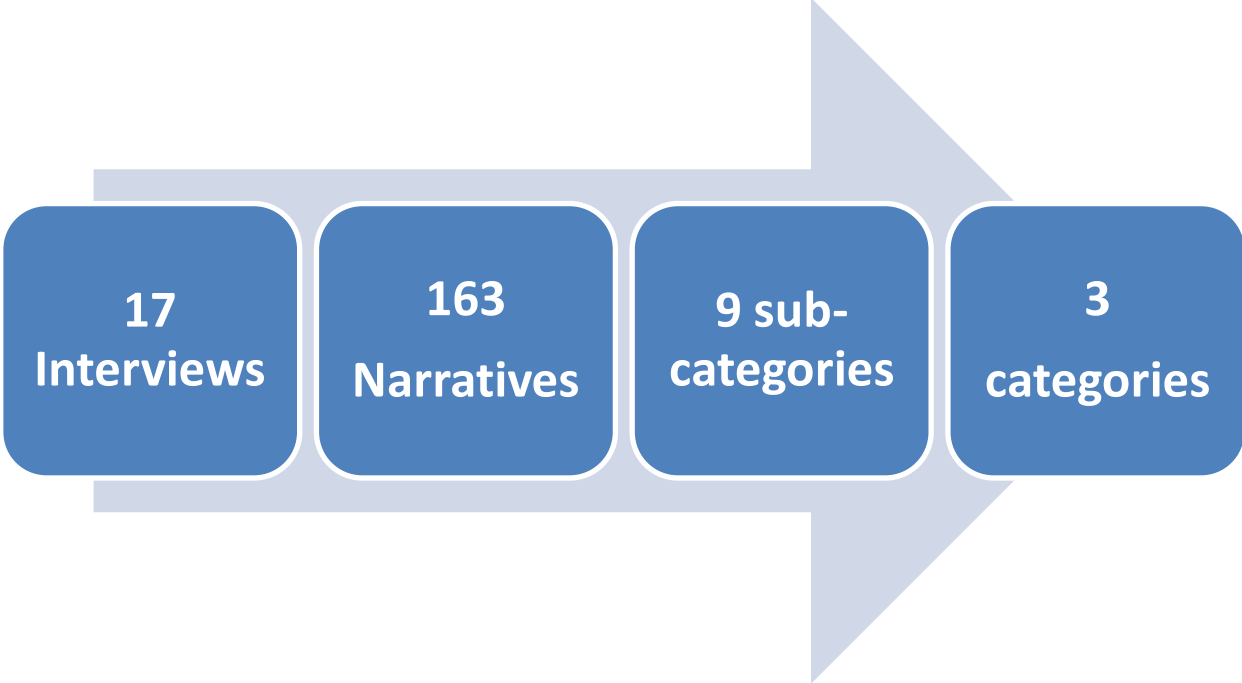 17
Interviews
163
Narratives
9 sub-
categories
3
categories